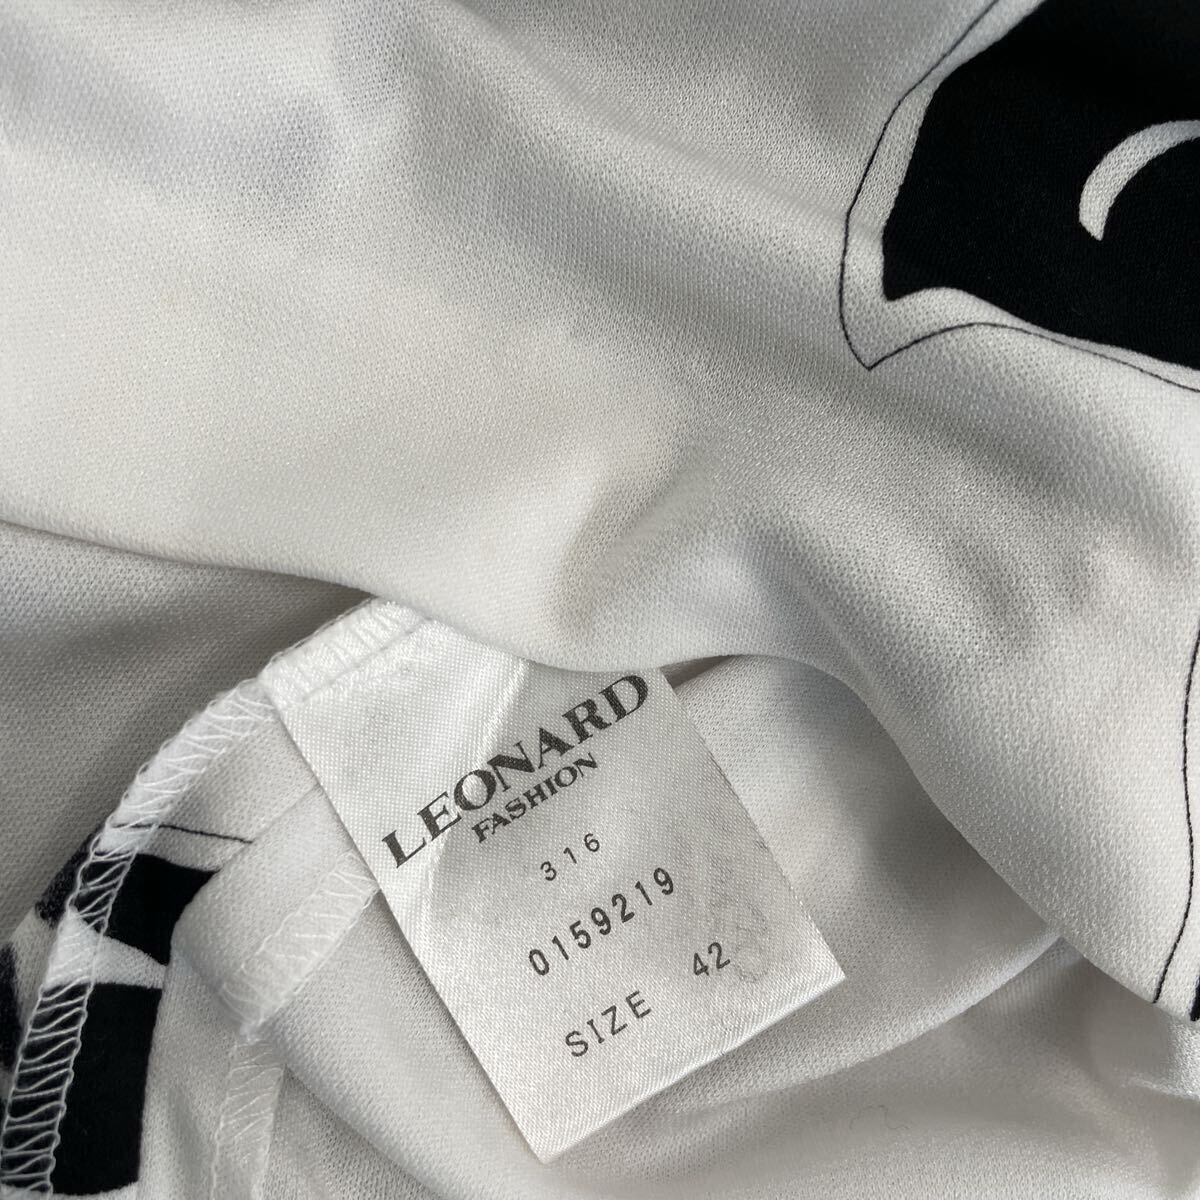 LEONARD
FASHION
316
0159219
SIZE 42